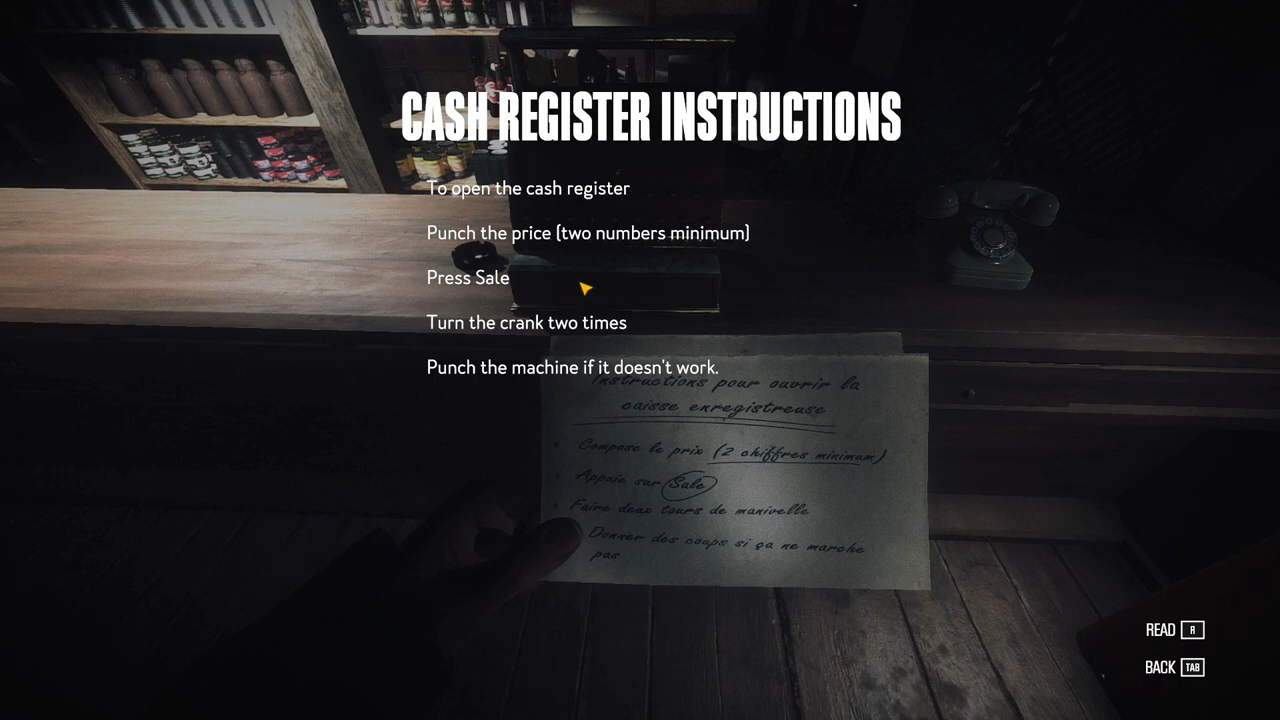 CASH REGISTER INSTRUCTIONS
To open the cash register
Punch the price (two numbers minimum)
Press Sale
Turn the crank two times
Punch the machine if it doesn't work.
Instructions pour ouvrir la
caisse enregistreuse
Compose le prix (2 chiffres minimum)
Appuie sur Sale
Faire deux tours de manivelle
Donner des coups si ça ne marche
pas
READ R
BACK TAB